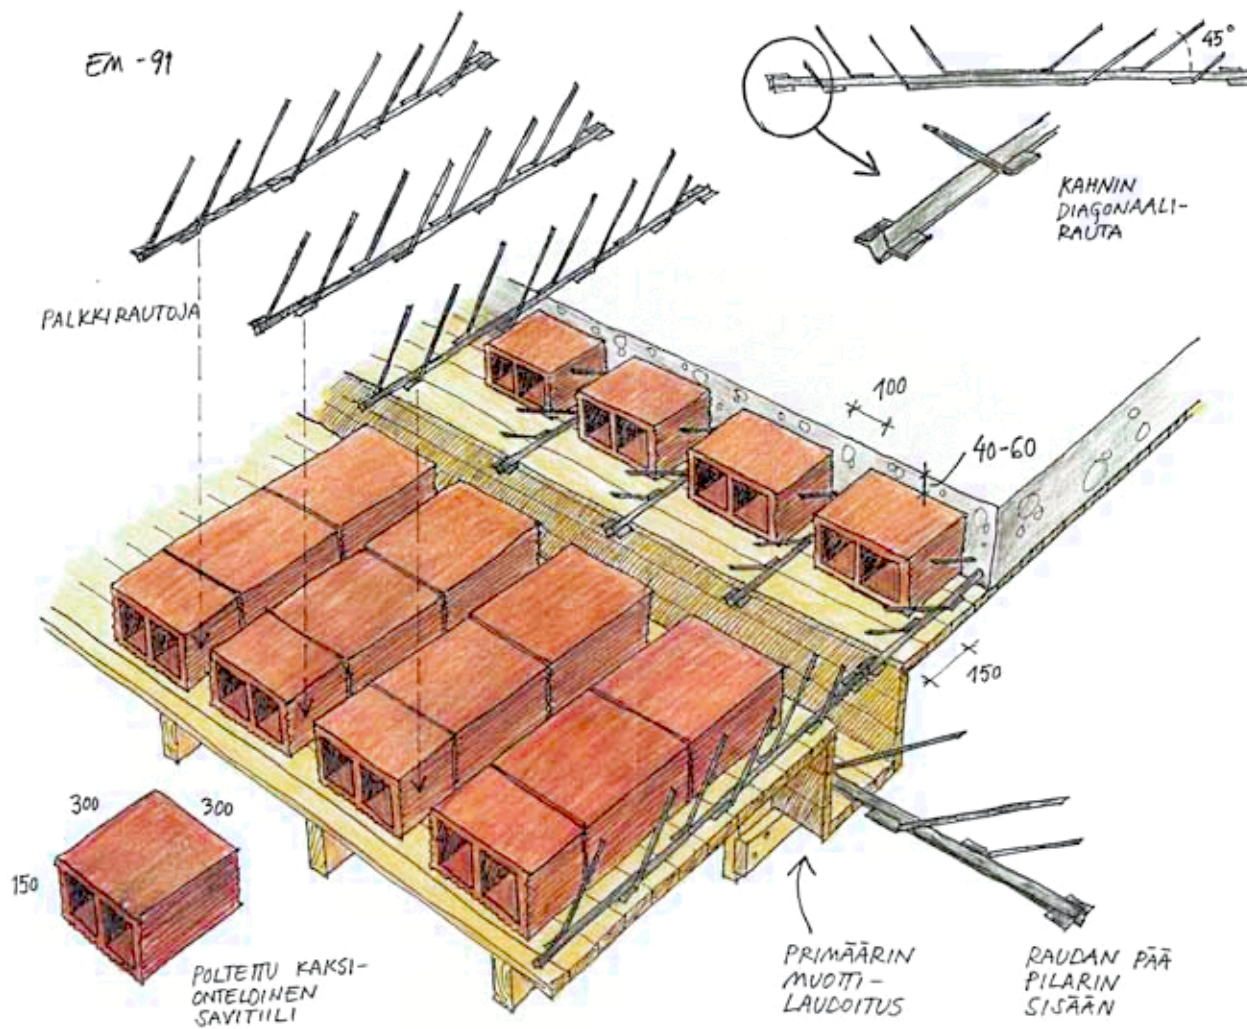 EM -91
45°
KAHNIN
DIAGONAALI-
RAUTA
PALKKIRAUTOJA
100
40-60
150
300
300
150
POLTETTU KAKSI-
ONTELOINEN
SAVITIILI
PRIMÄÄRIN
MUOTTI-
LAUDOITUS
RAUDAN PÄÄ
PILARIN
SISÄÄN